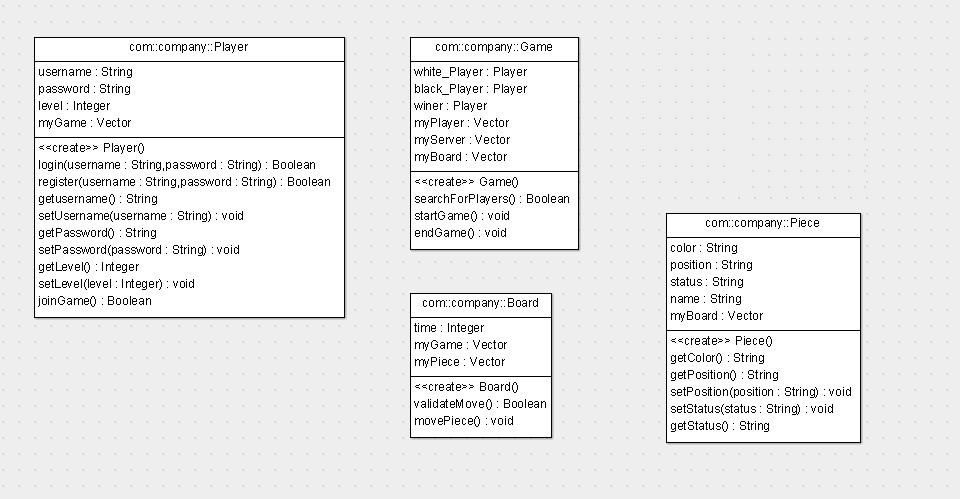 com::company::Player
username : String
password : String
level : Integer
myGame : Vector
<<create>> Player()
login(username : String,password : String) : Boolean
register(username : String,password : String) : Boolean
getusername() : String
setUsername(username : String) : void
getPassword() : String
setPassword(password : String) : void
getLevel() : Integer
setLevel(level : Integer) : void
joinGame() : Boolean
com::company::Game
white_Player : Player
black_Player : Player
winer : Player
myPlayer : Vector
myServer : Vector
myBoard : Vector
<<create>> Game()
searchForPlayers() : Boolean
startGame() : void
endGame() : void
com::company::Board
time : Integer
myGame : Vector
myPiece : Vector
<<create>> Board()
validateMove() : Boolean
movePiece() : void
com::company::Piece
color : String
position : String
status : String
name : String
myBoard : Vector
<<create>> Piece()
getColor() : String
getPosition() : String
setPosition(position : String) : void
setStatus(status : String) : void
getStatus() : String